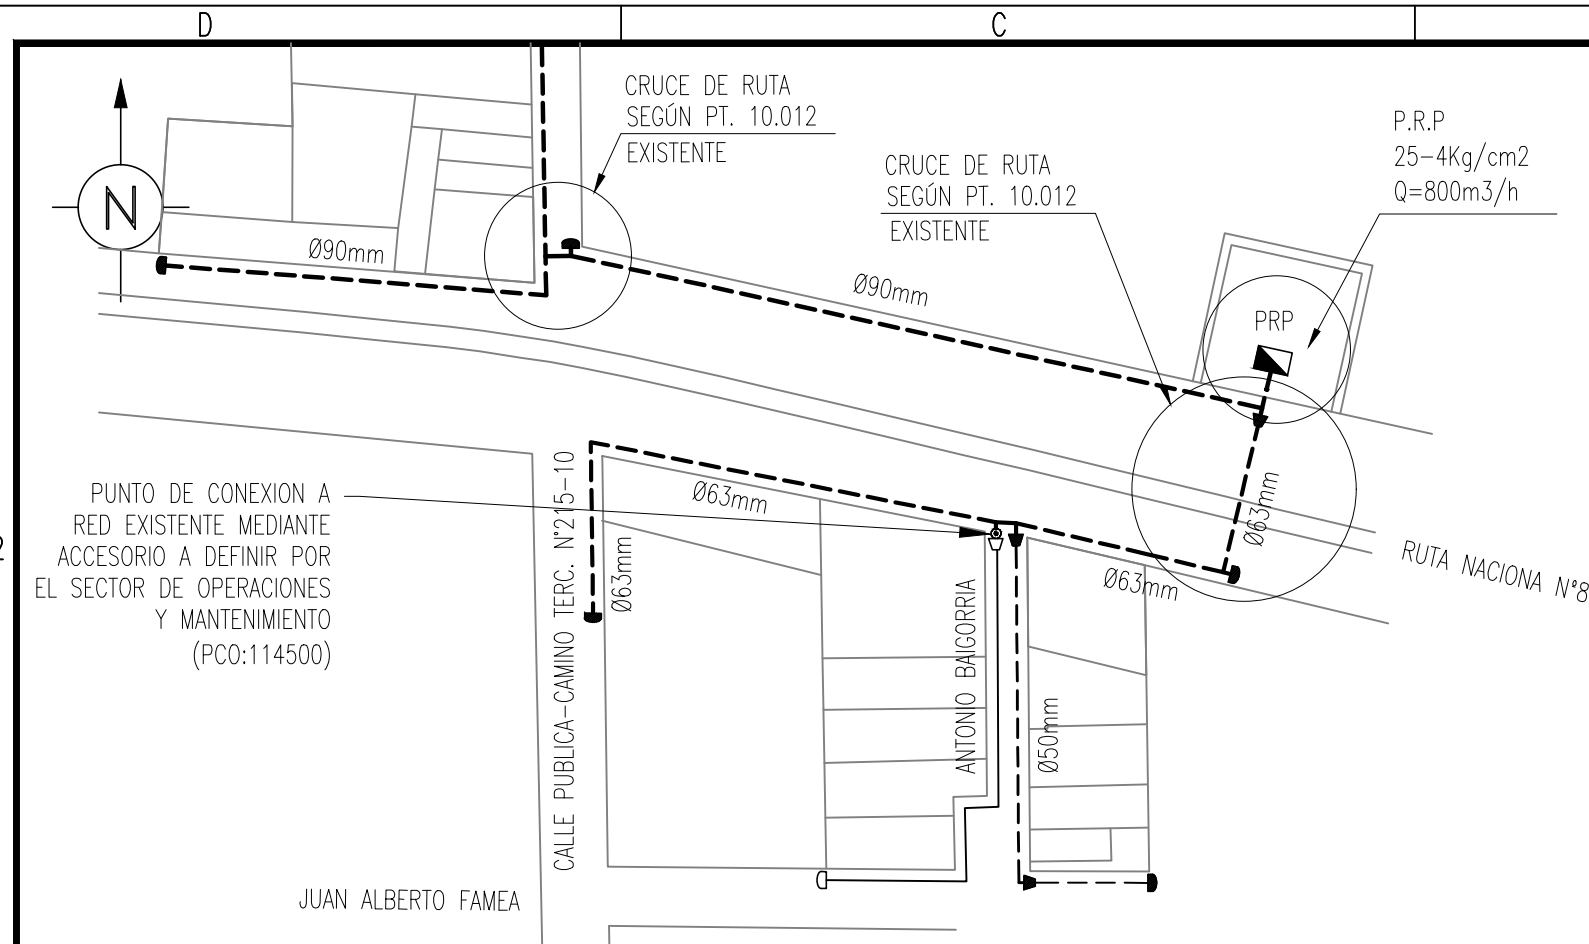 D
C
CRUCE DE RUTA
SEGÚN PT. 10.012
EXISTENTE
P.R.P
25-4Kg/cm2
Q=800m3/h
CRUCE DE RUTA
SEGÚN PT. 10.012
EXISTENTE
N
Ø90mm
Ø90mm
PRP
PUNTO DE CONEXION A
RED EXISTENTE MEDIANTE
ACCESORIO A DEFINIR POR
EL SECTOR DE OPERACIONES
Y MANTENIMIENTO
(PCO:114500)
Ø63mm
Ø63mm
Ø63mm
Ø63mm
RUTA NACIONA N°8
CALLE PUBLICA-CAMINO TERC. N°215-10
ANTONIO BAIGORRIA
Ø50mm
JUAN ALBERTO FAMEA